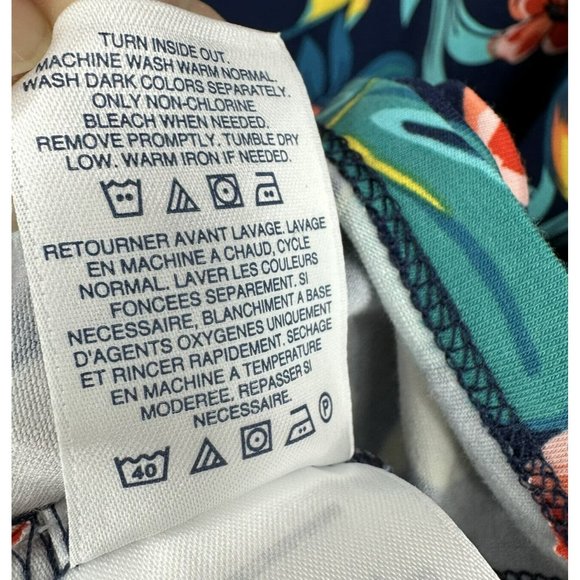 TURN INSIDE OUT.
MACHINE WASH WARM NORMAL.
WASH DARK COLORS SEPARATELY.
ONLY NON-CHLORINE
BLEACH WHEN NEEDED.
REMOVE PROMPTLY. TUMBLE DRY
LOW. WARM IRON IF NEEDED.
RETOURNER AVANT LAVAGE. LAVAGE
EN MACHINE A CHAUD, CYCLE
NORMAL. LAVER LES COULEURS
FONCEES SEPAREMENT. SI
NECESSAIRE, BLANCHIMENT A BASE
D'AGENTS OXYGENES UNIQUEMENT
ET RINCER RAPIDEMENT. SECHAGE
EN MACHINE A TEMPERATURE
MODEREE. REPASSER SI
NECESSAIRE.
40 P